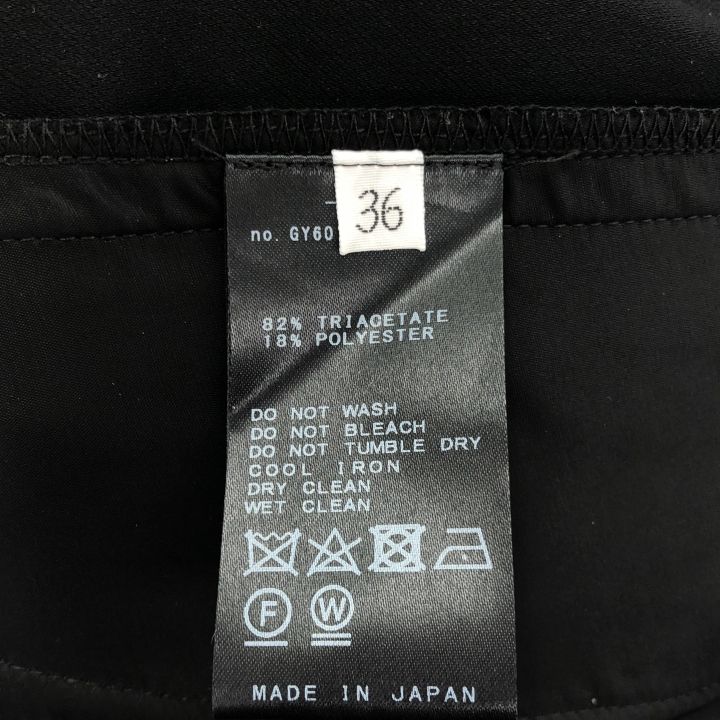 36
no. GY60
82% TRIACETATE
18% POLYESTER
DO NOT WASH
DO NOT BLEACH
DO NOT TUMBLE DRY
COOL IRON
DRY CLEAN
WET CLEAN
F W
MADE IN JAPAN